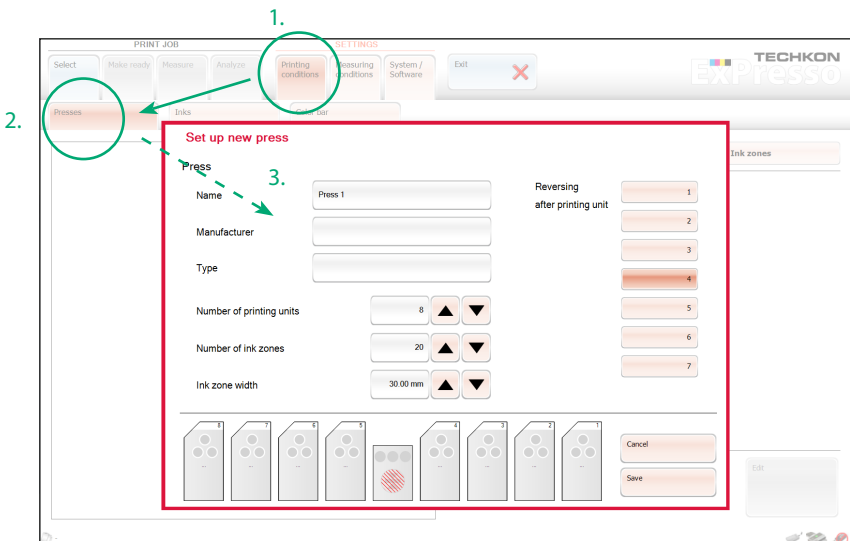 1.
PRINT JOB
SETTINGS
Select
Make ready
Measure
Analyze
Printing
conditions
Measuring
conditions
System /
Software
Exit
TECHKON
ExPresso
2.
Presses
Inks
Color bar
Ink zones
Set up new press
Press
3.
Name
Press 1
Manufacturer
Type
Number of printing units
8
Number of ink zones
20
Ink zone width
30.00 mm
Reversing
after printing unit
1
2
3
4
5
6
7
8
7
6
5
4
3
2
1
--
--
--
--
--
--
--
--
Cancel
Save
Edit